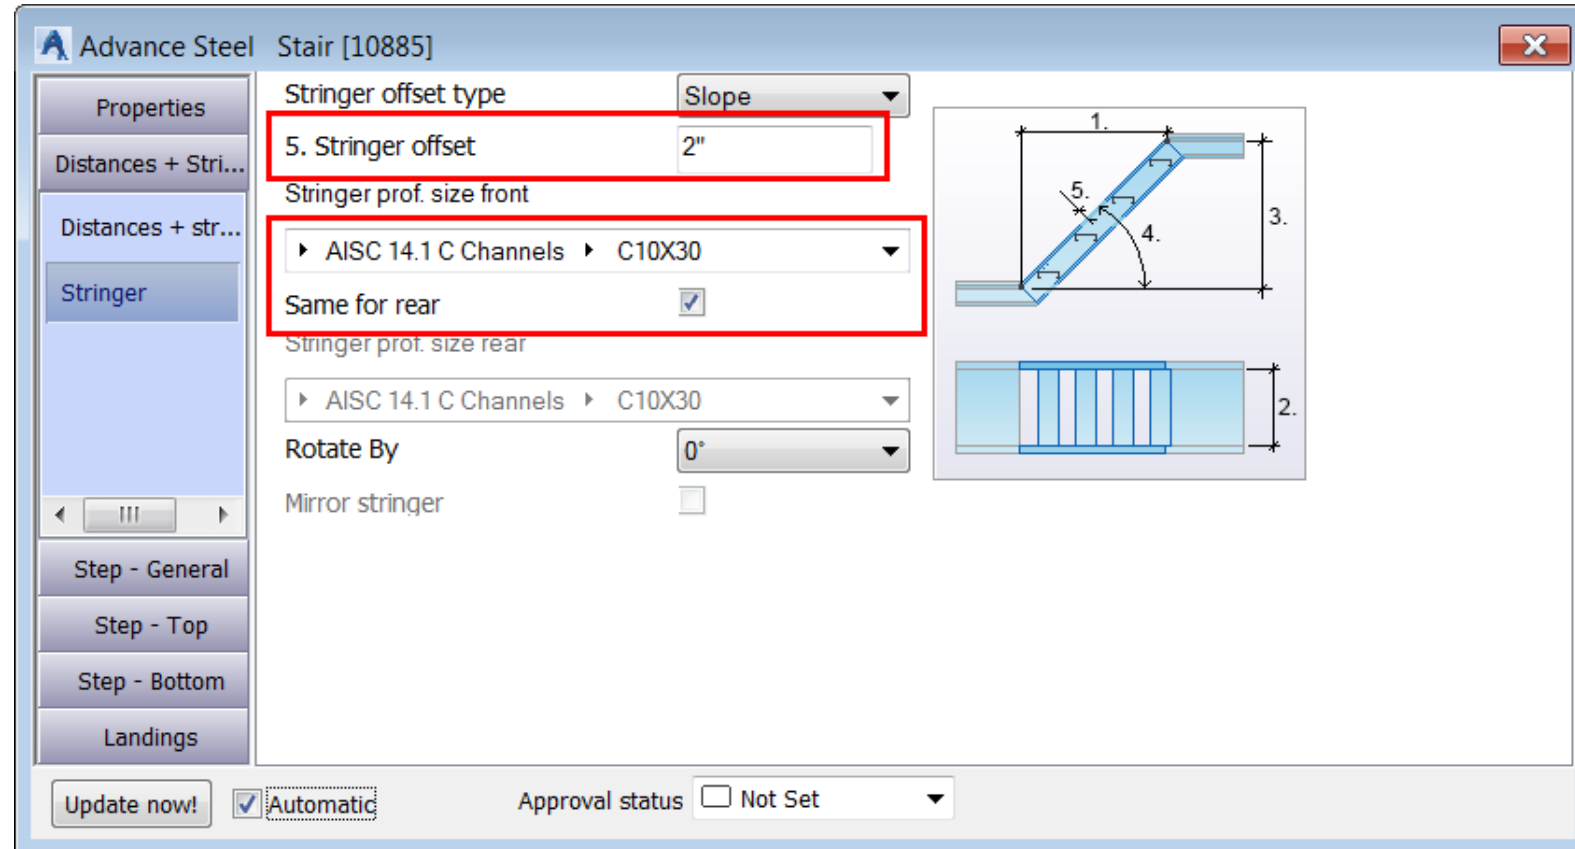 Advance Steel Stair [10885]
Properties
Distances + Stri...
Distances + str...
Stringer
Step - General
Step - Top
Step - Bottom
Landings
Stringer offset type Slope
5. Stringer offset 2"
Stringer prof. size front
AISC 14.1 C Channels C10X30
Same for rear
Stringer prof. size rear
AISC 14.1 C Channels C10X30
Rotate By 0°
Mirror stringer
1.
5.
4.
3.
2.
Update now! Automatic Approval status Not Set